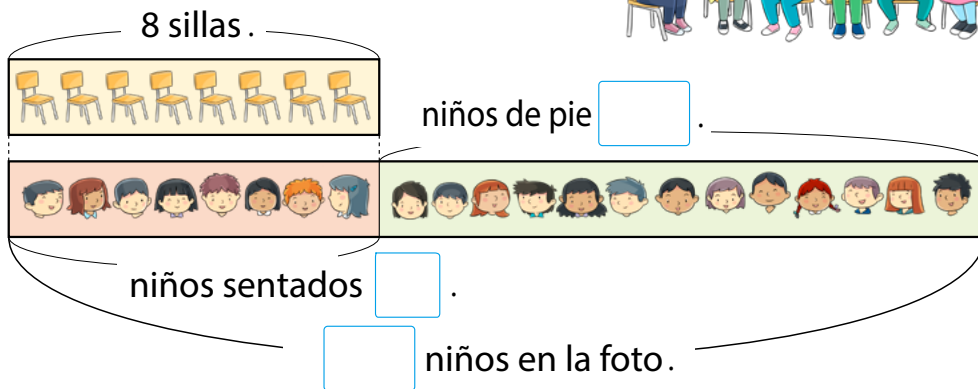 8 sillas .
niños de pie .
niños sentados .
niños en la foto .